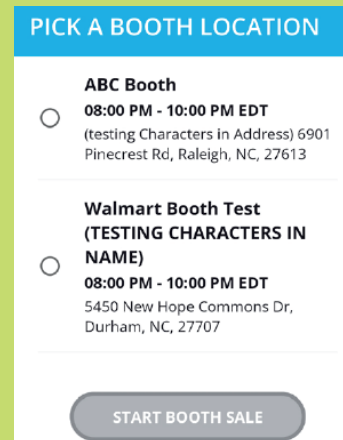 PICK A BOOTH LOCATION
ABC Booth
08:00 PM - 10:00 PM EDT
(testing Characters in Address) 6901
Pinecrest Rd, Raleigh, NC, 27613
Walmart Booth Test
(TESTING CHARACTERS IN
NAME)
08:00 PM - 10:00 PM EDT
5450 New Hope Commons Dr,
Durham, NC, 27707
START BOOTH SALE